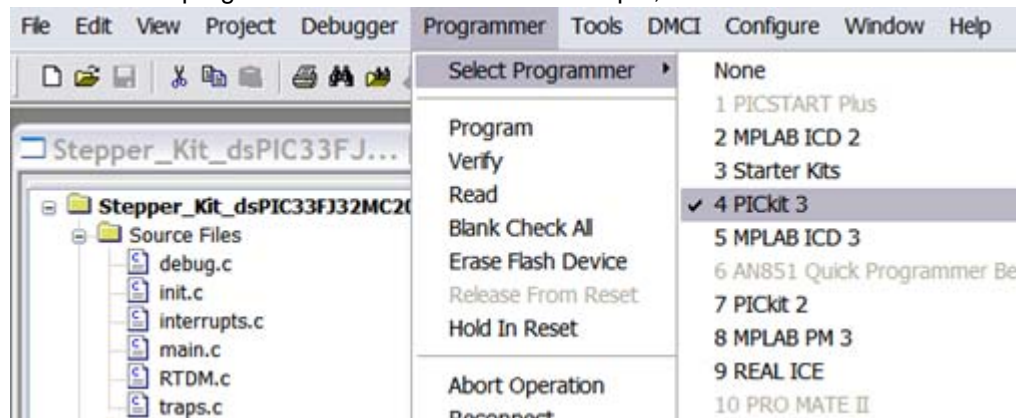 File Edit View Project Debugger Programmer Tools DMCI Configure Window Help
Select Programmer
Program
Verify
Read
Blank Check All
Erase Flash Device
Release From Reset
Hold In Reset
Abort Operation
Reconnect
None
1 PICSTART Plus
2 MPLAB ICD 2
3 Starter Kits
4 PICkit 3
5 MPLAB ICD 3
6 AN851 Quick Programmer Be
7 PICkit 2
8 MPLAB PM 3
9 REAL ICE
10 PRO MATE II
Stepper_Kit_dsPIC33FJ...
Stepper_Kit_dsPIC33FJ32MC20
Source Files
debug.c
init.c
interrupts.c
main.c
RTDM.c
traps.c